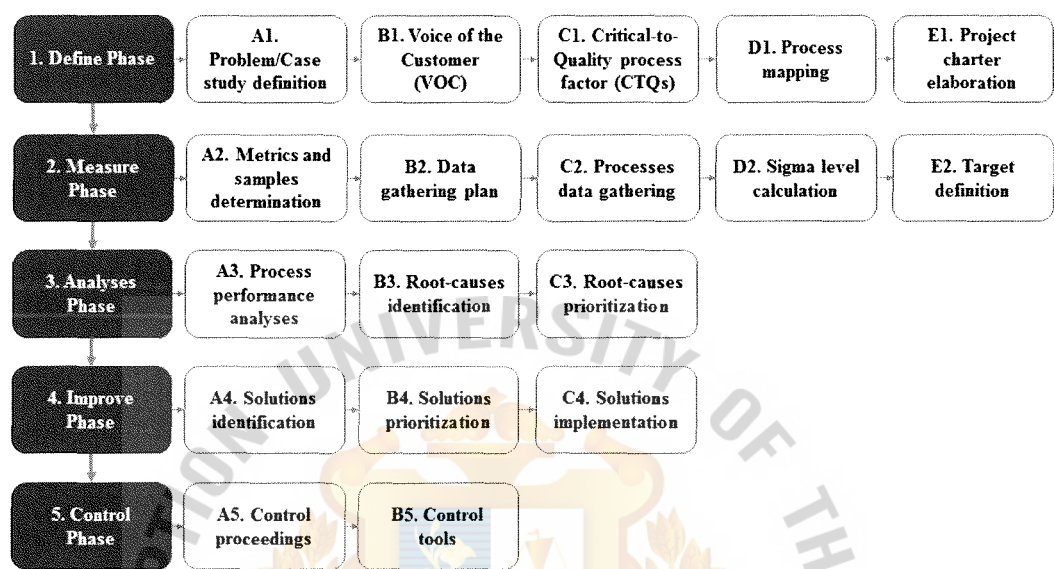 1. Define Phase
A1.
Problem/Case
study definition
B1. Voice of the
Customer
(VOC)
C1. Critical-to-
Quality process
factor (CTQs)
D1. Process
mapping
E1. Project
charter
elaboration
2. Measure
Phase
A2. Metrics and
samples
determination
B2. Data
gathering plan
C2. Processes
data gathering
D2. Sigma level
calculation
E2. Target
definition
3. Analyses
Phase
A3. Process
performance
analyses
B3. Root-causes
identification
C3. Root-causes
prioritization
4. Improve
Phase
A4. Solutions
identification
B4. Solutions
prioritization
C4. Solutions
implementation
5. Control
Phase
A5. Control
proceedings
B5. Control
tools
UNIVERSITY OF